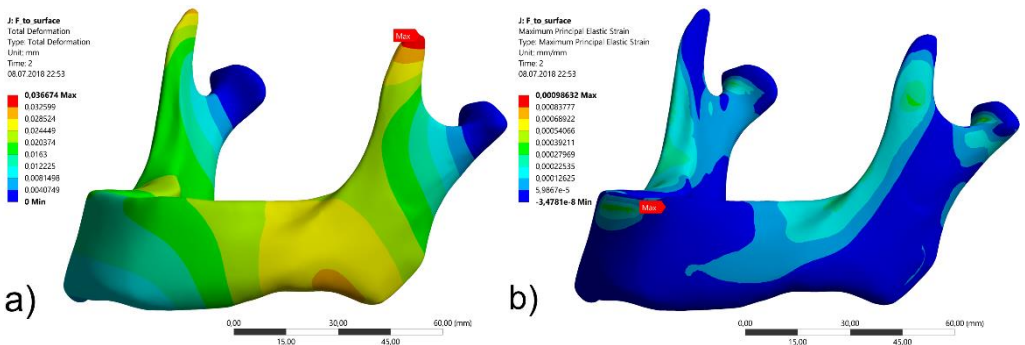 J: F_to_surface
Total Deformation
Type: Total Deformation
Unit: mm
Time: 2
08.07.2018 22:53
0,036674 Max
0,032599
0,028524
0,024449
0,020374
0,0163
0,012225
0,0081498
0,0040749
0 Min
Max
a)
0,00
30,00
60,00 (mm)
15,00
45,00
J: F_to_surface
Maximum Principal Elastic Strain
Type: Maximum Principal Elastic Strain
Unit: mm/mm
Time: 2
08.07.2018 22:53
0,00098632 Max
0,00083777
0,00068922
0,00054066
0,00039211
0,00027969
0,00022535
0,00012625
5,9867e-5
-3,4781e-8 Min
Max
b)
0,00
30,00
60,00 (mm)
15,00
45,00